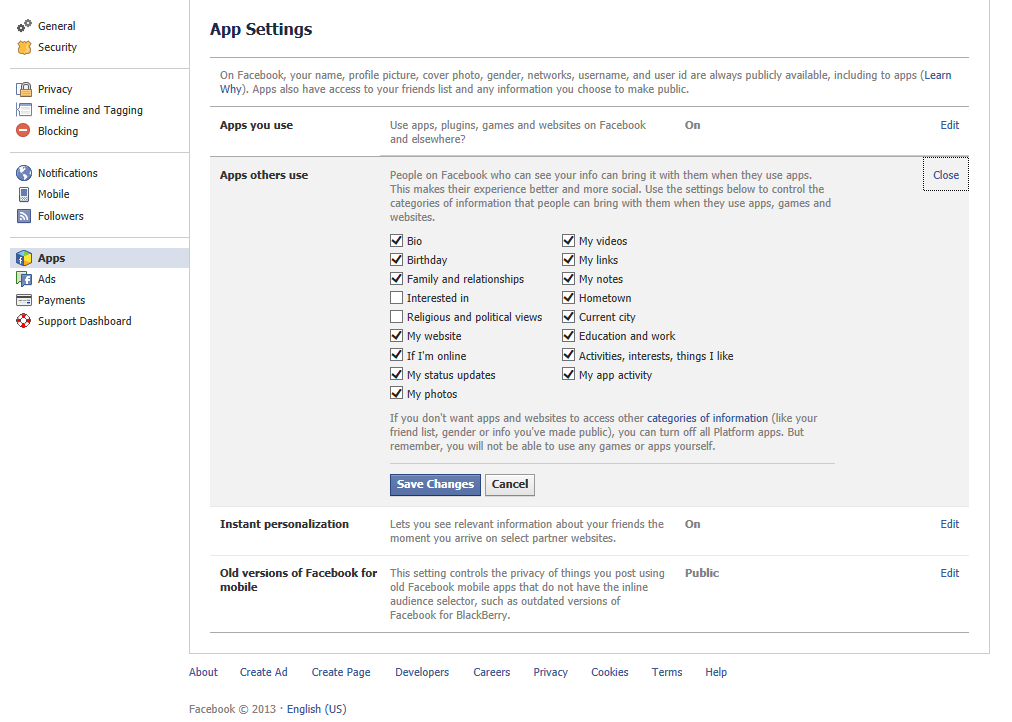 General
Security
Privacy
Timeline and Tagging
Blocking
Notifications
Mobile
Followers
Apps
Ads
Payments
Support Dashboard
App Settings
On Facebook, your name, profile picture, cover photo, gender, networks, username, and user id are always publicly available, including to apps (Learn
Why). Apps also have access to your friends list and any information you choose to make public.
Apps you use
Use apps, plugins, games and websites on Facebook
and elsewhere?
On
Edit
Apps others use
People on Facebook who can see your info can bring it with them when they use apps.
This makes their experience better and more social. Use the settings below to control the
categories of information that people can bring with them when they use apps, games and
websites.
Close
Bio
Birthday
Family and relationships
Interested in
Religious and political views
My website
If I'm online
My status updates
My photos
My videos
My links
My notes
Hometown
Current city
Education and work
Activities, interests, things I like
My app activity
If you don't want apps and websites to access other categories of information (like your
friend list, gender or info you've made public), you can turn off all Platform apps. But
remember, you will not be able to use any games or apps yourself.
Save Changes
Cancel
Instant personalization
Lets you see relevant information about your friends the
moment you arrive on select partner websites.
On
Edit
Old versions of Facebook for
mobile
This setting controls the privacy of things you post using
old Facebook mobile apps that do not have the inline
audience selector, such as outdated versions of
Facebook for BlackBerry.
Public
Edit
About Create Ad Create Page Developers Careers Privacy Cookies Terms Help
Facebook © 2013 · English (US)